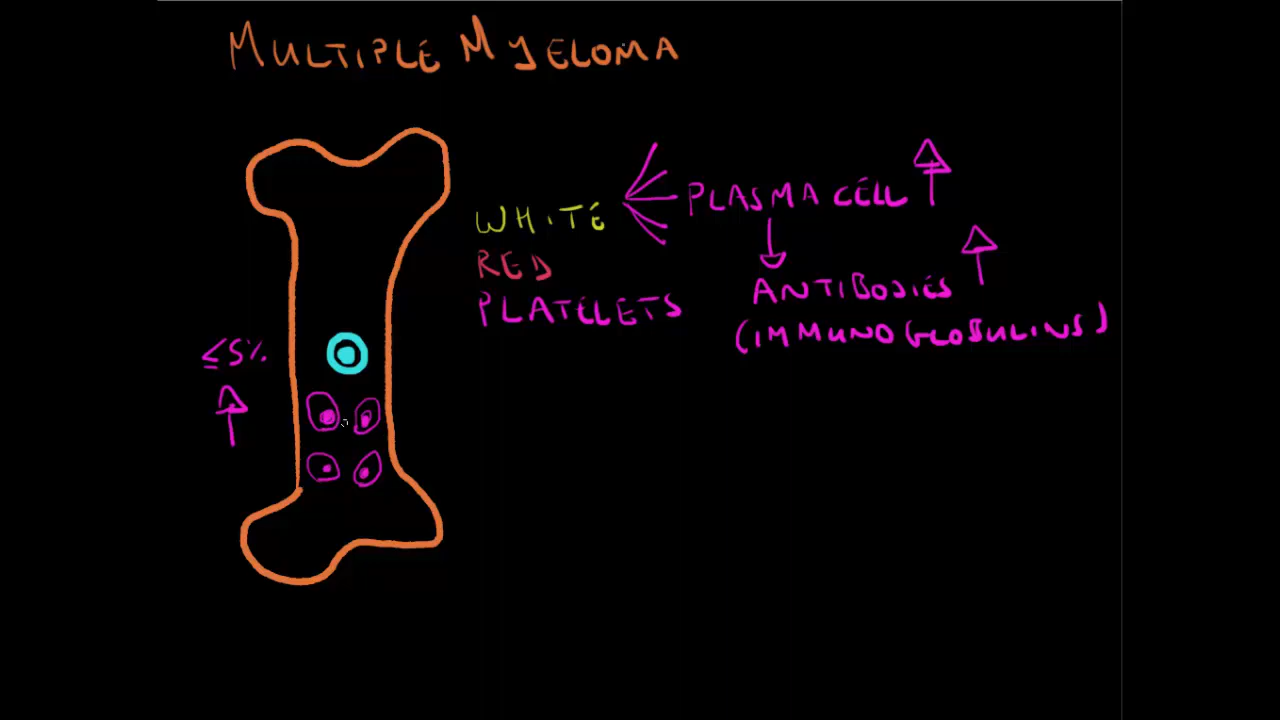 MULTIPLE MYELOMA
WHITE
RED
PLATELETS
PLASMA CELL
ANTIBODIES
(IMMUNOGLOBULINS)
≤5%